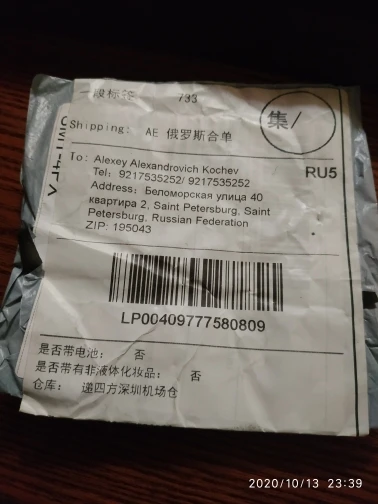 一段标签 793
集/
Shipping: AE 俄罗斯合单
RU5
To: Alexey Alexandrovich Kochev
Tel: 9217535252/ 9217535252
Address: Беломорская улица 40
квартира 2, Saint Petersburg, Saint
Petersburg, Russian Federation
ZIP: 195043
LP00409777580809
是否带电池: 否
是否带有非液体化妆品: 否
仓库: 递四方深圳机场仓
2020/10/13 23:39